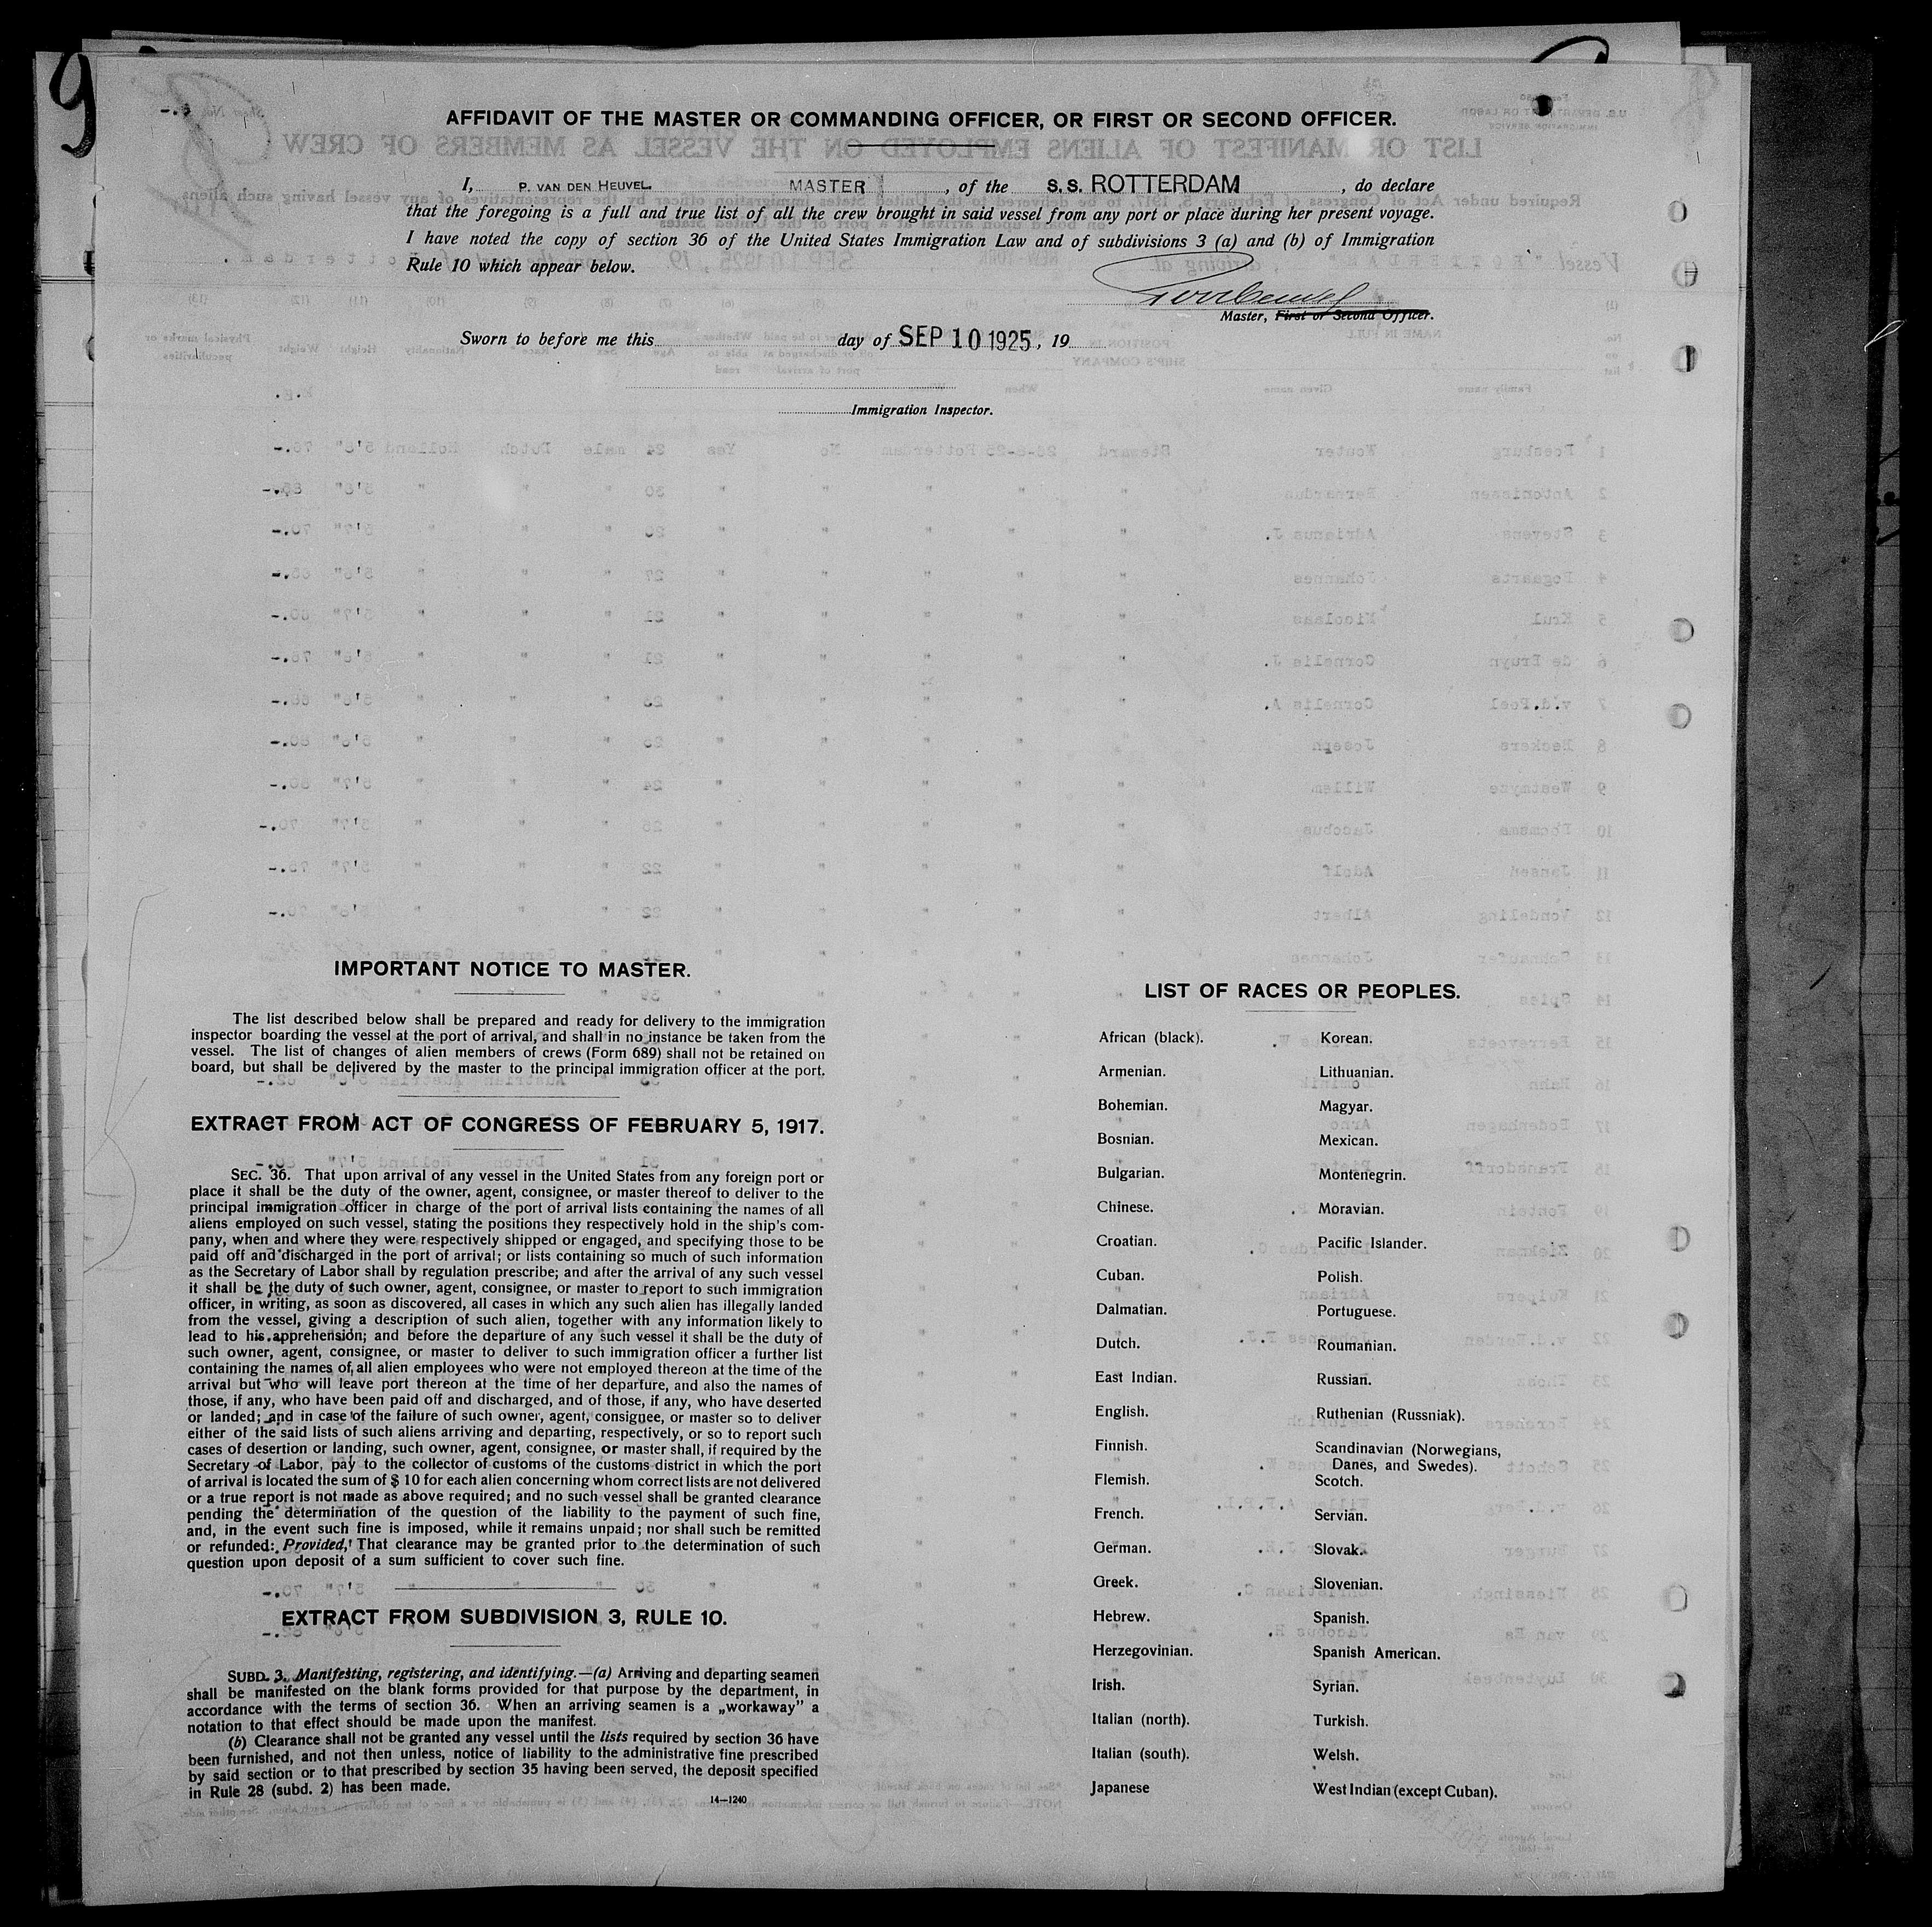 AFFIDAVIT OF THE MASTER OR COMMANDING OFFICER, OR FIRST OR SECOND OFFICER.
I, P. VAN DEN HEUVEL. MASTER, of the S.S. ROTTERDAM, do declare
that the foregoing is a full and true list of all the crew brought in said vessel from any port or place during her present voyage.
I have noted the copy of section 36 of the United States Immigration Law and of subdivisions 3 (a) and (b) of Immigration
Rule 10 which appear below.
Master, First or Second Officer.
Sworn to before me this day of SEP 10 1925, 19
Immigration Inspector.
IMPORTANT NOTICE TO MASTER.
The list described below shall be prepared and ready for delivery to the immigration
inspector boarding the vessel at the port of arrival, and shall in no instance be taken from the
vessel. The list of changes of alien members of crews (Form 689) shall not be retained on
board, but shall be delivered by the master to the principal immigration officer at the port.
EXTRACT FROM ACT OF CONGRESS OF FEBRUARY 5, 1917.
SEC. 36. That upon arrival of any vessel in the United States from any foreign port or
place it shall be the duty of the owner, agent, consignee, or master thereof to deliver to the
principal immigration officer in charge of the port of arrival lists containing the names of all
aliens employed on such vessel, stating the positions they respectively hold in the ship's com-
pany, when and where they were respectively shipped or engaged, and specifying those to be
paid off and discharged in the port of arrival; or lists containing so much of such information
as the Secretary of Labor shall by regulation prescribe; and after the arrival of any such vessel
it shall be the duty of such owner, agent, consignee, or master to report to such immigration
officer, in writing, as soon as discovered, all cases in which any such alien has illegally landed
from the vessel, giving a description of such alien, together with any information likely to
lead to his apprehension; and before the departure of any such vessel it shall be the duty of
such owner, agent, consignee, or master to deliver to such immigration officer a further list
containing the names of all alien employees who were not employed thereon at the time of the
arrival but who will leave port thereon at the time of her departure, and also the names of
those, if any, who have been paid off and discharged, and of those, if any, who have deserted
or landed; and in case of the failure of such owner, agent, consignee, or master so to deliver
either of the said lists of such aliens arriving and departing, respectively, or so to report such
cases of desertion or landing, such owner, agent, consignee, or master shall, if required by the
Secretary of Labor, pay to the collector of customs of the customs district in which the port
of arrival is located the sum of $ 10 for each alien concerning whom correct lists are not delivered
or a true report is not made as above required; and no such vessel shall be granted clearance
pending the determination of the question of the liability to the payment of such fine,
and, in the event such fine is imposed, while it remains unpaid; nor shall such be remitted
or refunded: Provided, That clearance may be granted prior to the determination of such
question upon deposit of a sum sufficient to cover such fine.
EXTRACT FROM SUBDIVISION 3, RULE 10.
SUBD. 3. Manifesting, registering, and identifying.—(a) Arriving and departing seamen
shall be manifested on the blank forms provided for that purpose by the department, in
accordance with the terms of section 36. When an arriving seamen is a „workaway” a
notation to that effect should be made upon the manifest.
(b) Clearance shall not be granted any vessel until the lists required by section 36 have
been furnished, and not then unless, notice of liability to the administrative fine prescribed
by said section or to that prescribed by section 35 having been served, the deposit specified
in Rule 28 (subd. 2) has been made.
14—1240
LIST OF RACES OR PEOPLES.
African (black). Korean.
Armenian. Lithuanian.
Bohemian. Magyar.
Bosnian. Mexican.
Bulgarian. Montenegrin.
Chinese. Moravian.
Croatian. Pacific Islander.
Cuban. Polish.
Dalmatian. Portuguese.
Dutch. Roumanian.
East Indian. Russian.
English. Ruthenian (Russniak).
Finnish. Scandinavian (Norwegians,
Danes, and Swedes).
Flemish. Scotch.
French. Servian.
German. Slovak.
Greek. Slovenian.
Hebrew. Spanish.
Herzegovinian. Spanish American.
Irish. Syrian.
Italian (north). Turkish.
Italian (south). Welsh.
Japanese West Indian (except Cuban).